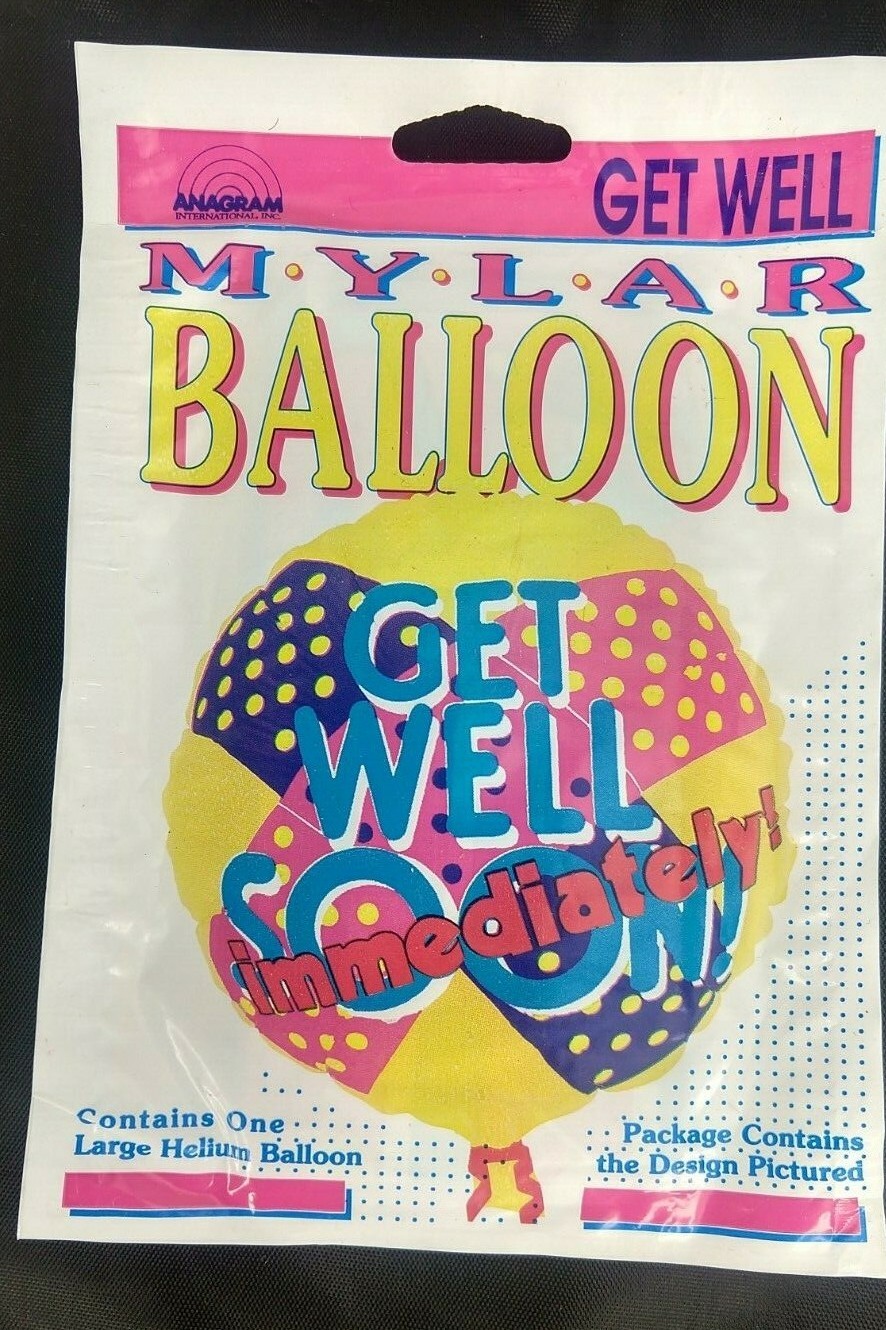 ANAGRAM
INTERNATIONAL, INC.
GET WELL
M·Y·L·A·R
BALLOON
GET
WELL
SOON!
immediately!
Contains One
Large Helium Balloon
Package Contains
the Design Pictured